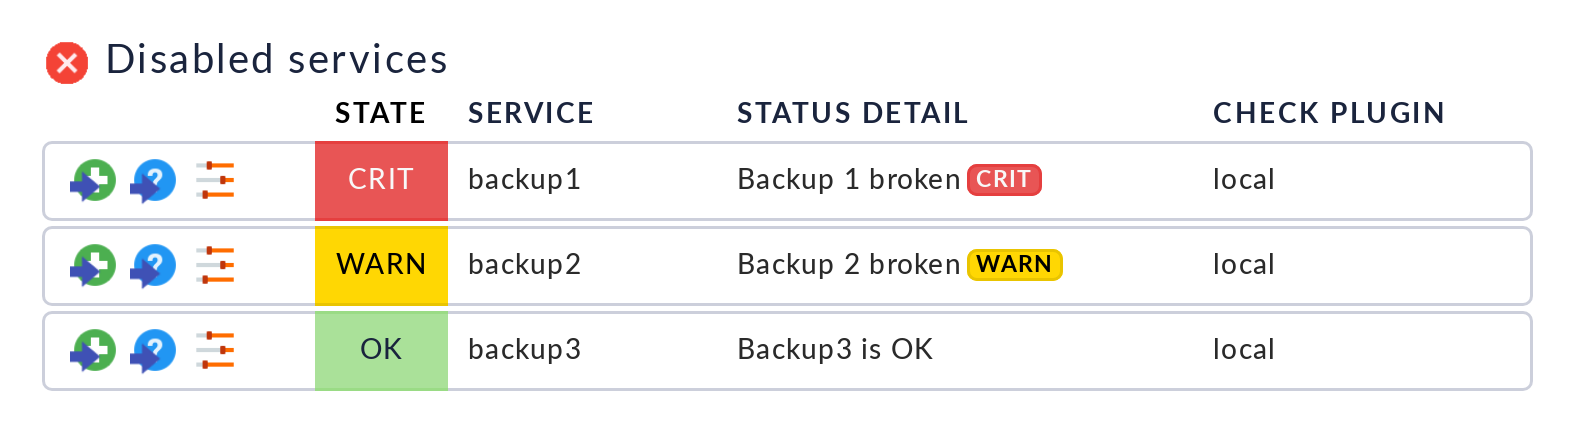 Disabled services
STATE SERVICE STATUS DETAIL CHECK PLUGIN
CRIT backup1 Backup 1 broken CRIT local
WARN backup2 Backup 2 broken WARN local
OK backup3 Backup3 is OK local